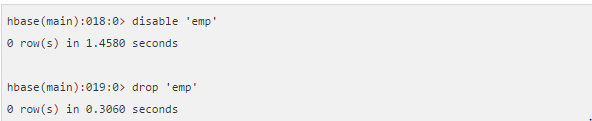 hbase(main):018:0> disable 'emp'
0 row(s) in 1.4580 seconds
hbase(main):019:0> drop 'emp'
0 row(s) in 0.3060 seconds